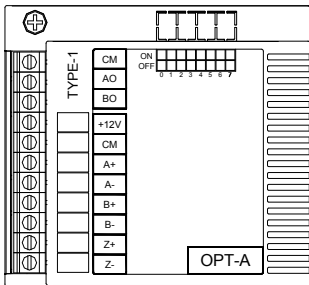 TYPE-1
CM
AO
BO
+12V
CM
A+
A-
B+
B-
Z+
Z-
ON
OFF
0 1 2 3 4 5 6 7
OPT-A